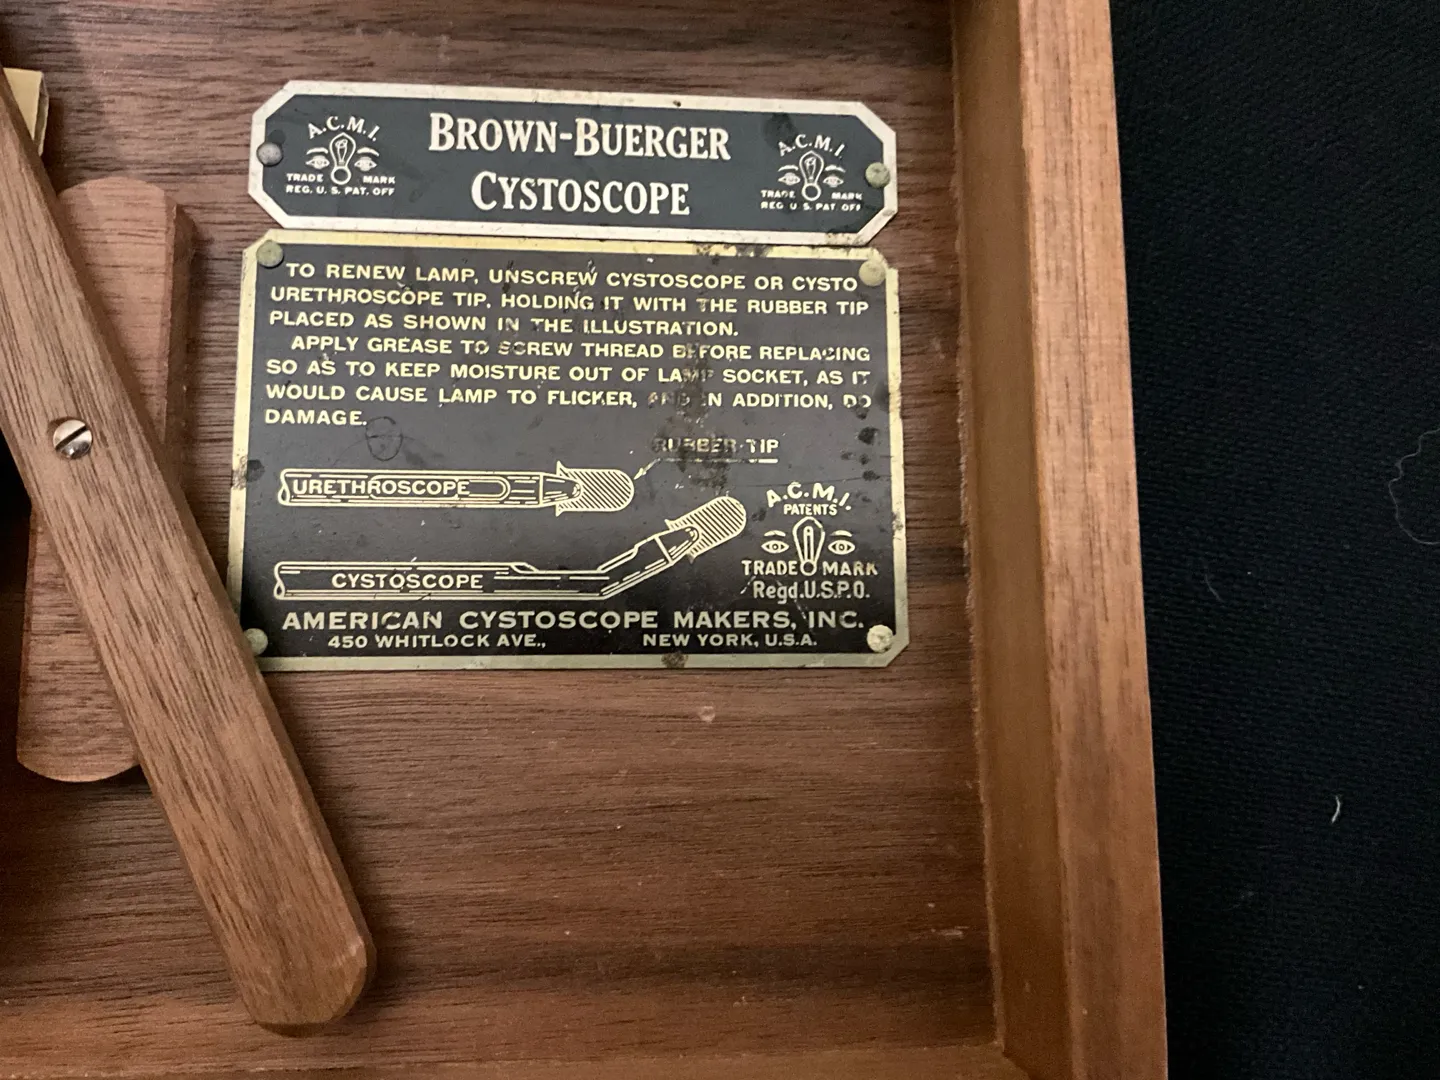 A.C.M.I.
TRADE MARK
REG. U. S. PAT. OFF
BROWN-BUERGER
CYSTOSCOPE
A.C.M.I.
TRADE MARK
REG U S. PAT OFF
TO RENEW LAMP, UNSCREW CYSTOSCOPE OR CYSTO
URETHROSCOPE TIP, HOLDING IT WITH THE RUBBER TIP
PLACED AS SHOWN IN THE ILLUSTRATION.
APPLY GREASE TO SCREW THREAD BEFORE REPLACING
SO AS TO KEEP MOISTURE OUT OF LAMP SOCKET, AS IT
WOULD CAUSE LAMP TO FLICKER, AND IN ADDITION, DO
DAMAGE.
RUBBER TIP
URETHROSCOPE
CYSTOSCOPE
A.C.M.I.
PATENTS
TRADE MARK
Regd.U.S.P.O.
AMERICAN CYSTOSCOPE MAKERS, INC.
450 WHITLOCK AVE., NEW YORK, U.S.A.